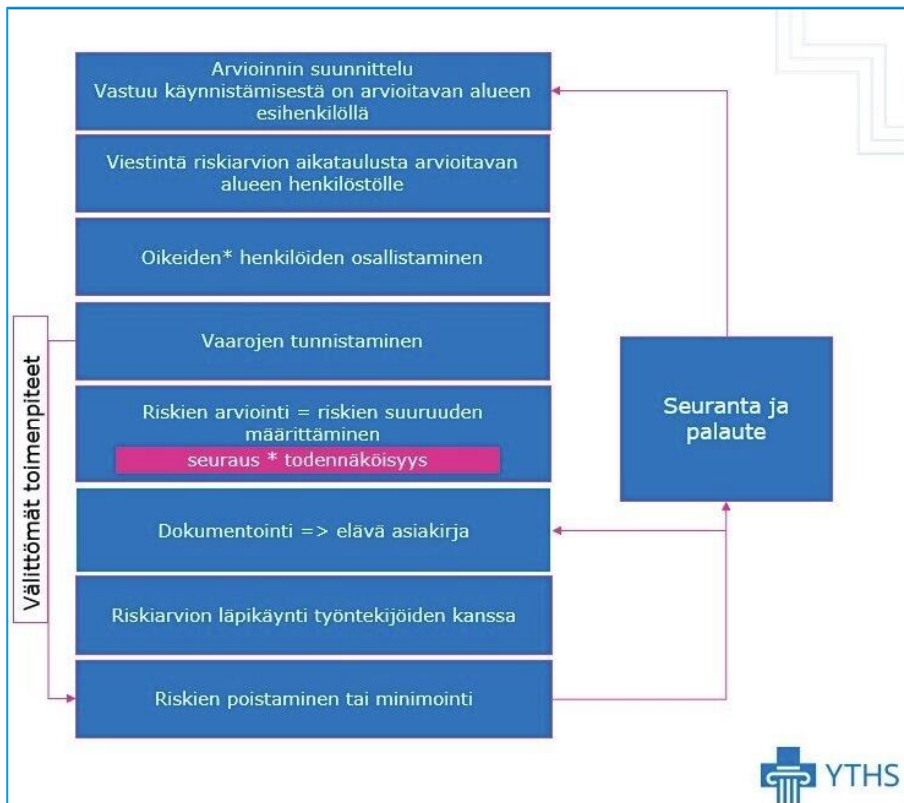 Arvioinnin suunnittelu
Vastuu käynnistämisestä on arvioitavan alueen
esihenkilöllä
Viestintä riskiarvion aikataulusta arvioitavan
alueen henkilöstölle
Oikeiden* henkilöiden osallistaminen
Vaarojen tunnistaminen
Riskien arviointi = riskien suuruuden
määrittäminen
seuraus * todennäköisyys
Dokumentointi => elävä asiakirja
Riskiarvion läpikäynti työntekijöiden kanssa
Riskien poistaminen tai minimointi
Välittömät toimenpiteet
Seuranta ja
palaute
YTHS